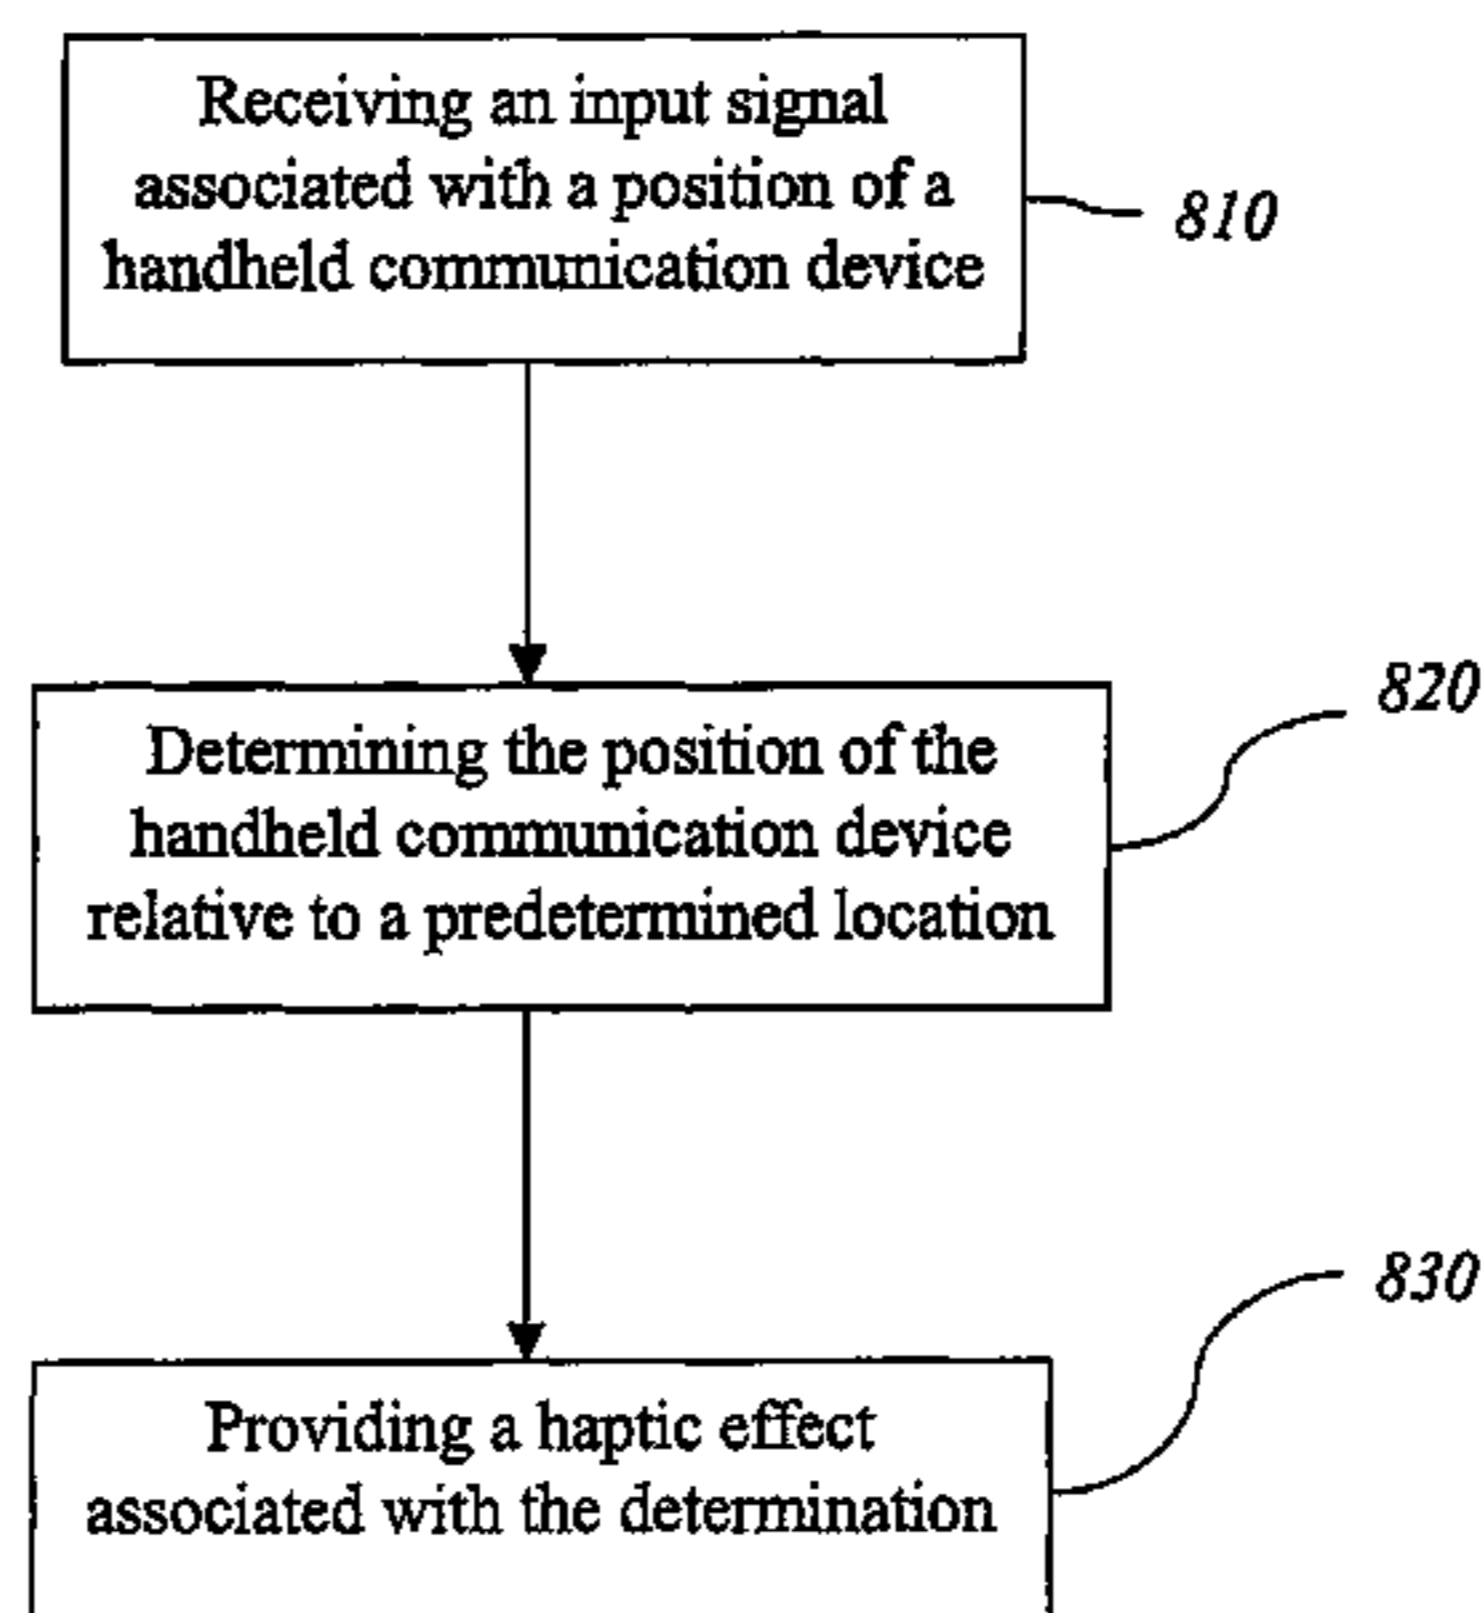 Receiving an input signal
associated with a position of a
handheld communication device
810
Determining the position of the
handheld communication device
relative to a predetermined location
820
Providing a haptic effect
associated with the determination
830